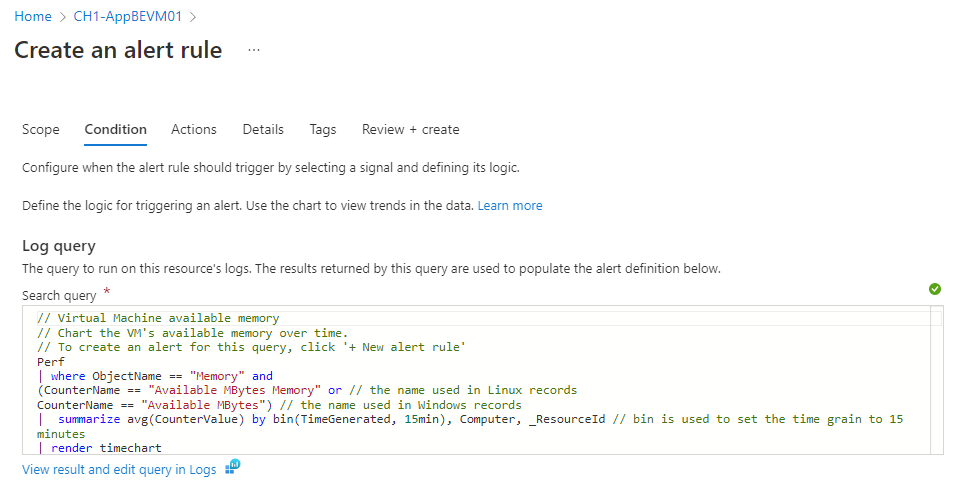 Home > CH1-AppBEVM01 >
Create an alert rule ...
Scope Condition Actions Details Tags Review + create
Configure when the alert rule should trigger by selecting a signal and defining its logic.
Define the logic for triggering an alert. Use the chart to view trends in the data. Learn more
Log query
The query to run on this resource's logs. The results returned by this query are used to populate the alert definition below.
Search query *
// Virtual Machine available memory
// Chart the VM's available memory over time.
// To create an alert for this query, click '+ New alert rule'
Perf
| where ObjectName == "Memory" and
(CounterName == "Available MBytes Memory" or // the name used in Linux records
CounterName == "Available MBytes") // the name used in Windows records
|  summarize avg(CounterValue) by bin(TimeGenerated, 15min), Computer, _ResourceId // bin is used to set the time grain to 15
minutes
| render timechart
View result and edit query in Logs